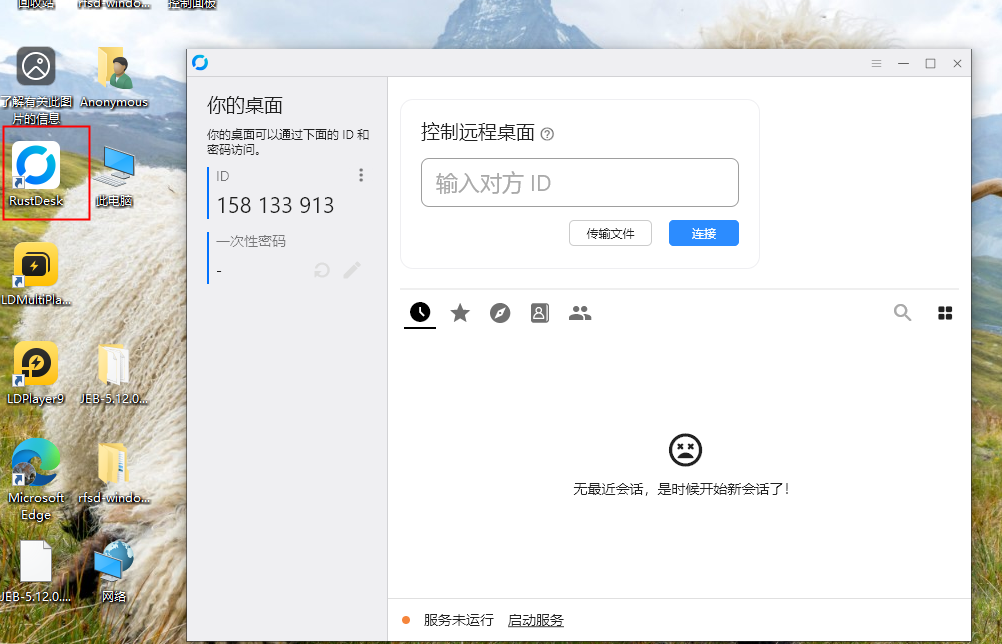 回收站
rfsd-windo...
控制面板
了解有关此图
片的信息
Anonymous
RustDesk
此电脑
LDMultiPla...
LDPlayer9
JEB-5.12.0...
Microsoft
Edge
rfsd-windo...
JEB-5.12.0....
网络
你的桌面
你的桌面可以通过下面的 ID 和
密码访问。
ID
158 133 913
一次性密码
-
控制远程桌面
输入对方 ID
传输文件
连接
无最近会话，是时候开始新会话了！
服务未运行 启动服务